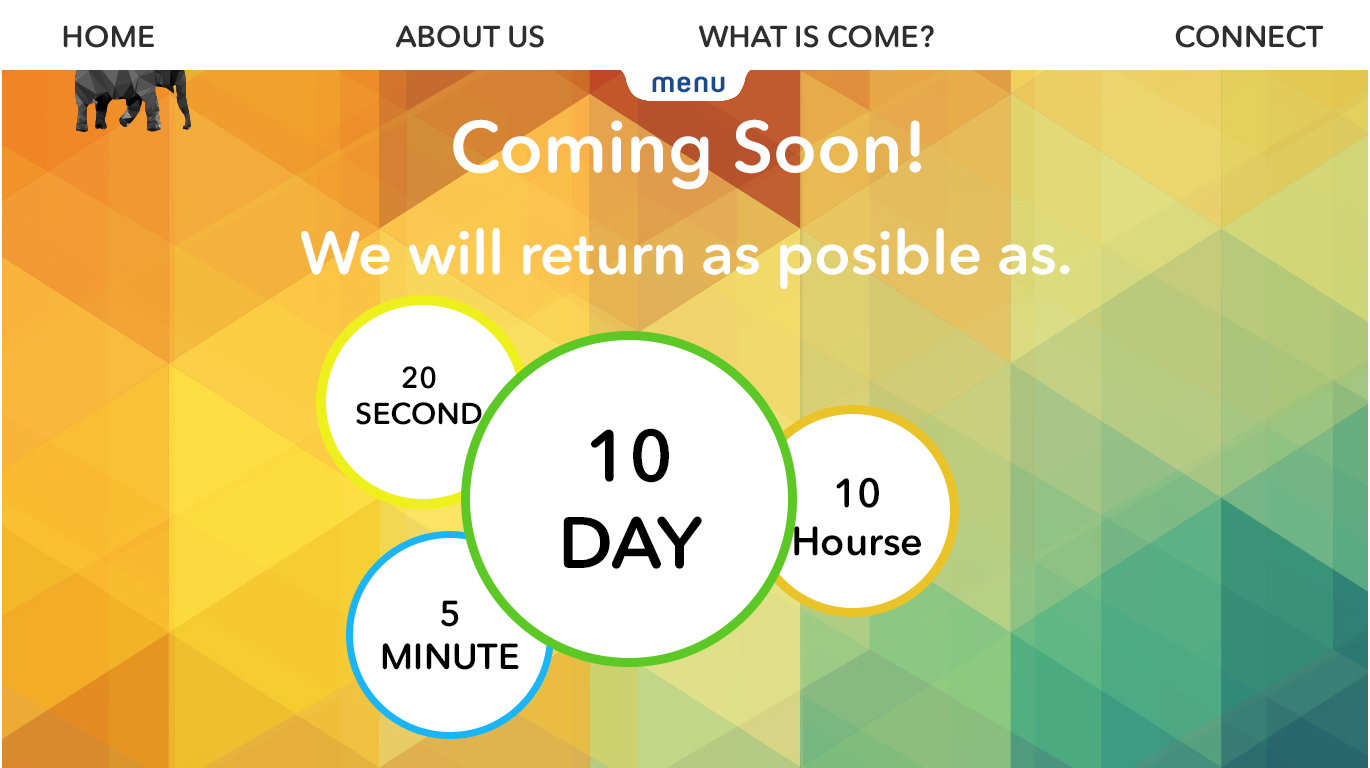 HOME
ABOUT US
WHAT IS COME?
CONNECT
menu
Coming Soon!
We will return as posible as.
20
SECOND
10
DAY
10
Hourse
5
MINUTE